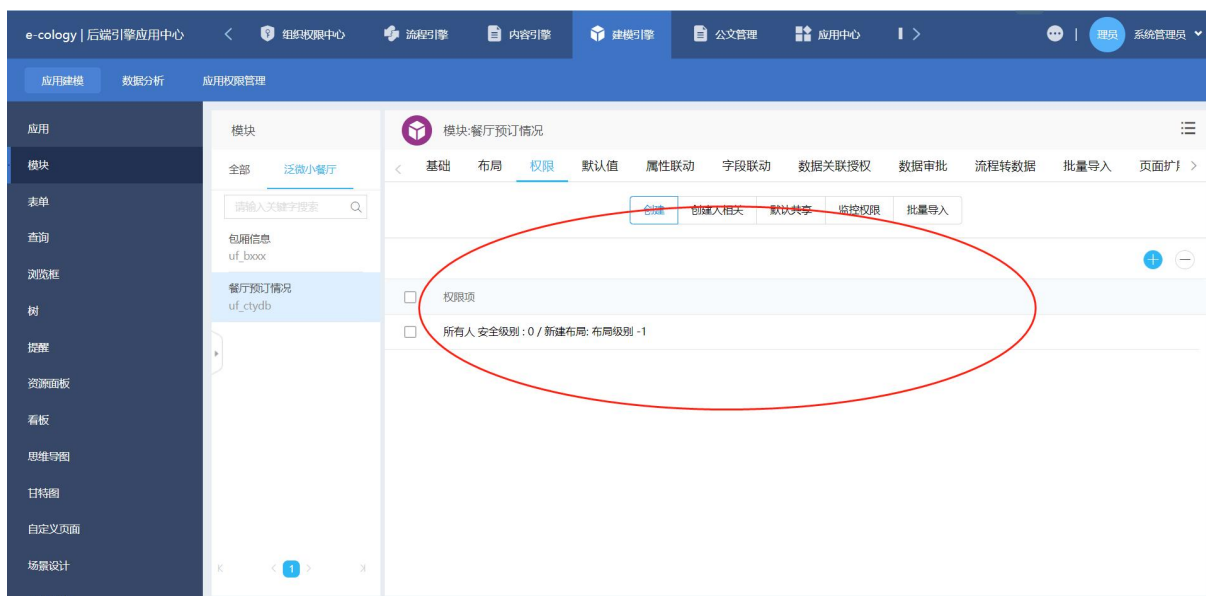 e-cology | 后端引擎应用中心 组织权限中心 流程引擎 内容引擎 建模引擎 公文管理 应用中心 理员 系统管理员
应用建模 数据分析 应用权限管理
应用
模块
表单
查询
浏览框
树
提醒
资源面板
看板
思维导图
甘特图
自定义页面
场景设计
模块
全部 泛微小餐厅
请输入关键字搜索
包厢信息
uf_bxxx
餐厅预订情况
uf_ctydb
1
模块:餐厅预订情况
基础 布局 权限 默认值 属性联动 字段联动 数据关联授权 数据审批 流程转数据 批量导入 页面扩
创建 创建人相关 默认共享 监控权限 批量导入
权限项
所有人 安全级别 : 0 / 新建布局: 布局级别 -1